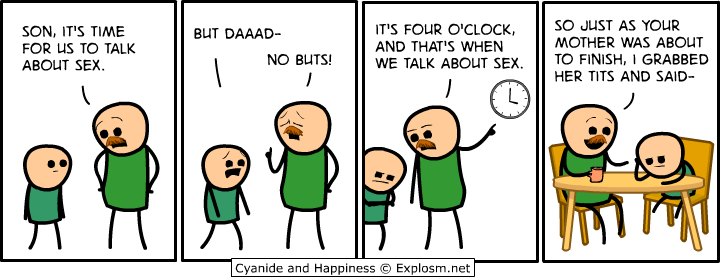 SON, IT'S TIME
FOR US TO TALK
ABOUT SEX.
BUT DAAAD-
NO BUTS!
IT'S FOUR O'CLOCK,
AND THAT'S WHEN
WE TALK ABOUT SEX.
SO JUST AS YOUR
MOTHER WAS ABOUT
TO FINISH, I GRABBED
HER TITS AND SAID-
Cyanide and Happiness © Explosm.net